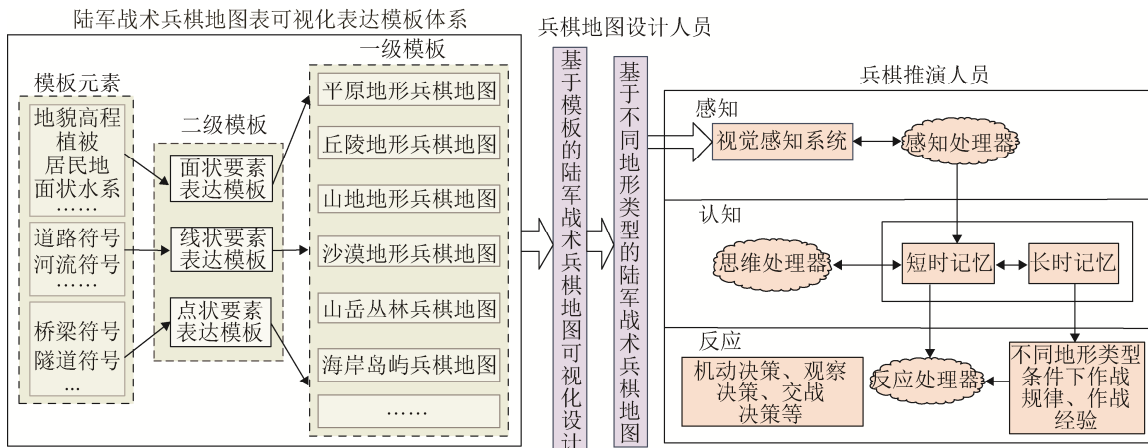 陆军战术兵棋地图表可视化表达模板体系
模板元素
地貌高程
植被
居民地
面状水系
……
道路符号
河流符号
……
桥梁符号
隧道符号
...
二级模板
面状要素
表达模板
线状要素
表达模板
点状要素
表达模板
一级模板
平原地形兵棋地图
丘陵地形兵棋地图
山地地形兵棋地图
沙漠地形兵棋地图
山岳丛林兵棋地图
海岸岛屿兵棋地图
……
兵棋地图设计人员
基于模板的陆军战术兵棋地图可视化设计
基于不同地形类型的陆军战术兵棋地图
兵棋推演人员
感知
视觉感知系统
感知处理器
认知
思维处理器
短时记忆
长时记忆
反应
机动决策、观察
决策、交战
决策等
反应处理器
不同地形类型
条件下作战
规律、作战
经验